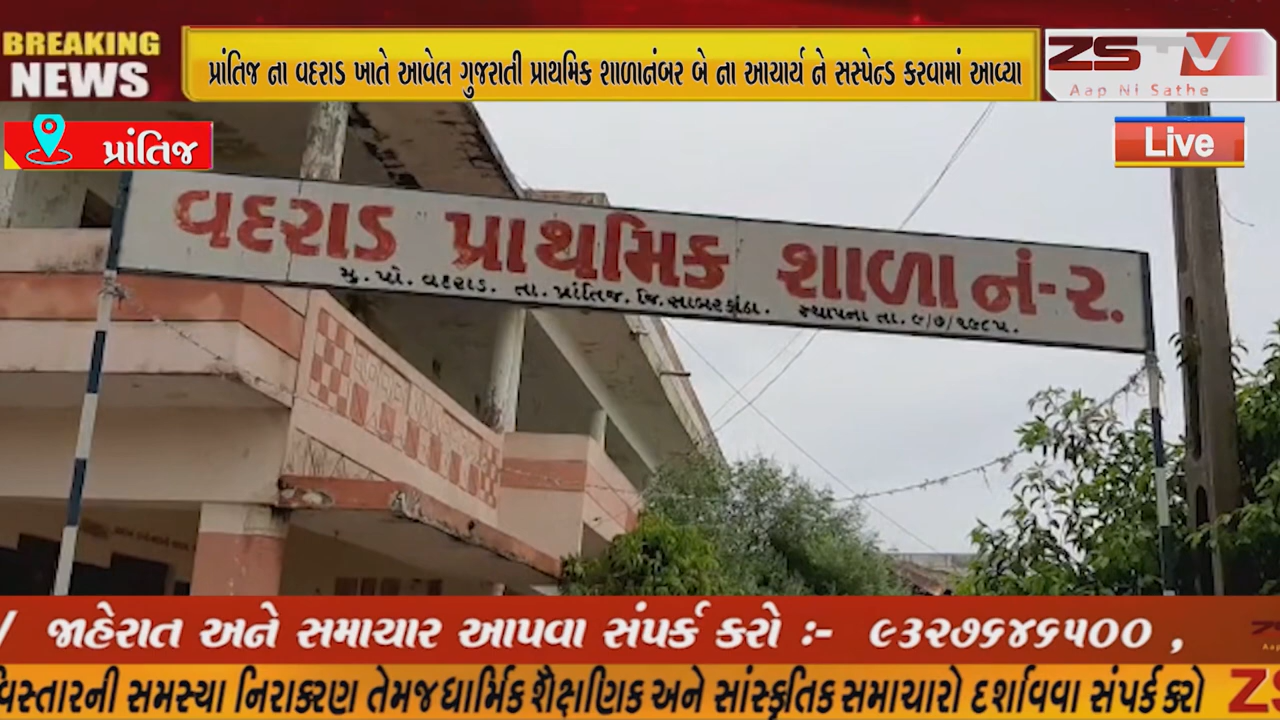 BREAKING
NEWS
પ્રાંતિજ ના વદરાડ ખાતે આવેલ ગુજરાતી પ્રાથમિક શાળાનંબર બે ના આચાર્ય ને સસ્પેન્ડ કરવામાં આવ્યા
ZSTV
Aap Ni Sathe
પ્રાંતિજ
Live
વદરાડ પ્રાથમિક શાળા નં-૨.
મુ. પો. વદરાડ. તા. પ્રાંતિજ. જિ. સાબરકાંઠા. સ્થાપના તા. ૯/૭/૧૯૮૫.
/ જાહેરાત અને સમાચાર આપવા સંપર્ક કરો :- ૯૩૨૭૬૪૬૫૦૦ ,
વિસ્તારની સમસ્યા નિરાકરણ તેમજ ધાર્મિક શૈક્ષણિક અને સાંસ્કૃતિક સમાચારો દર્શાવવા સંપર્ક કરો